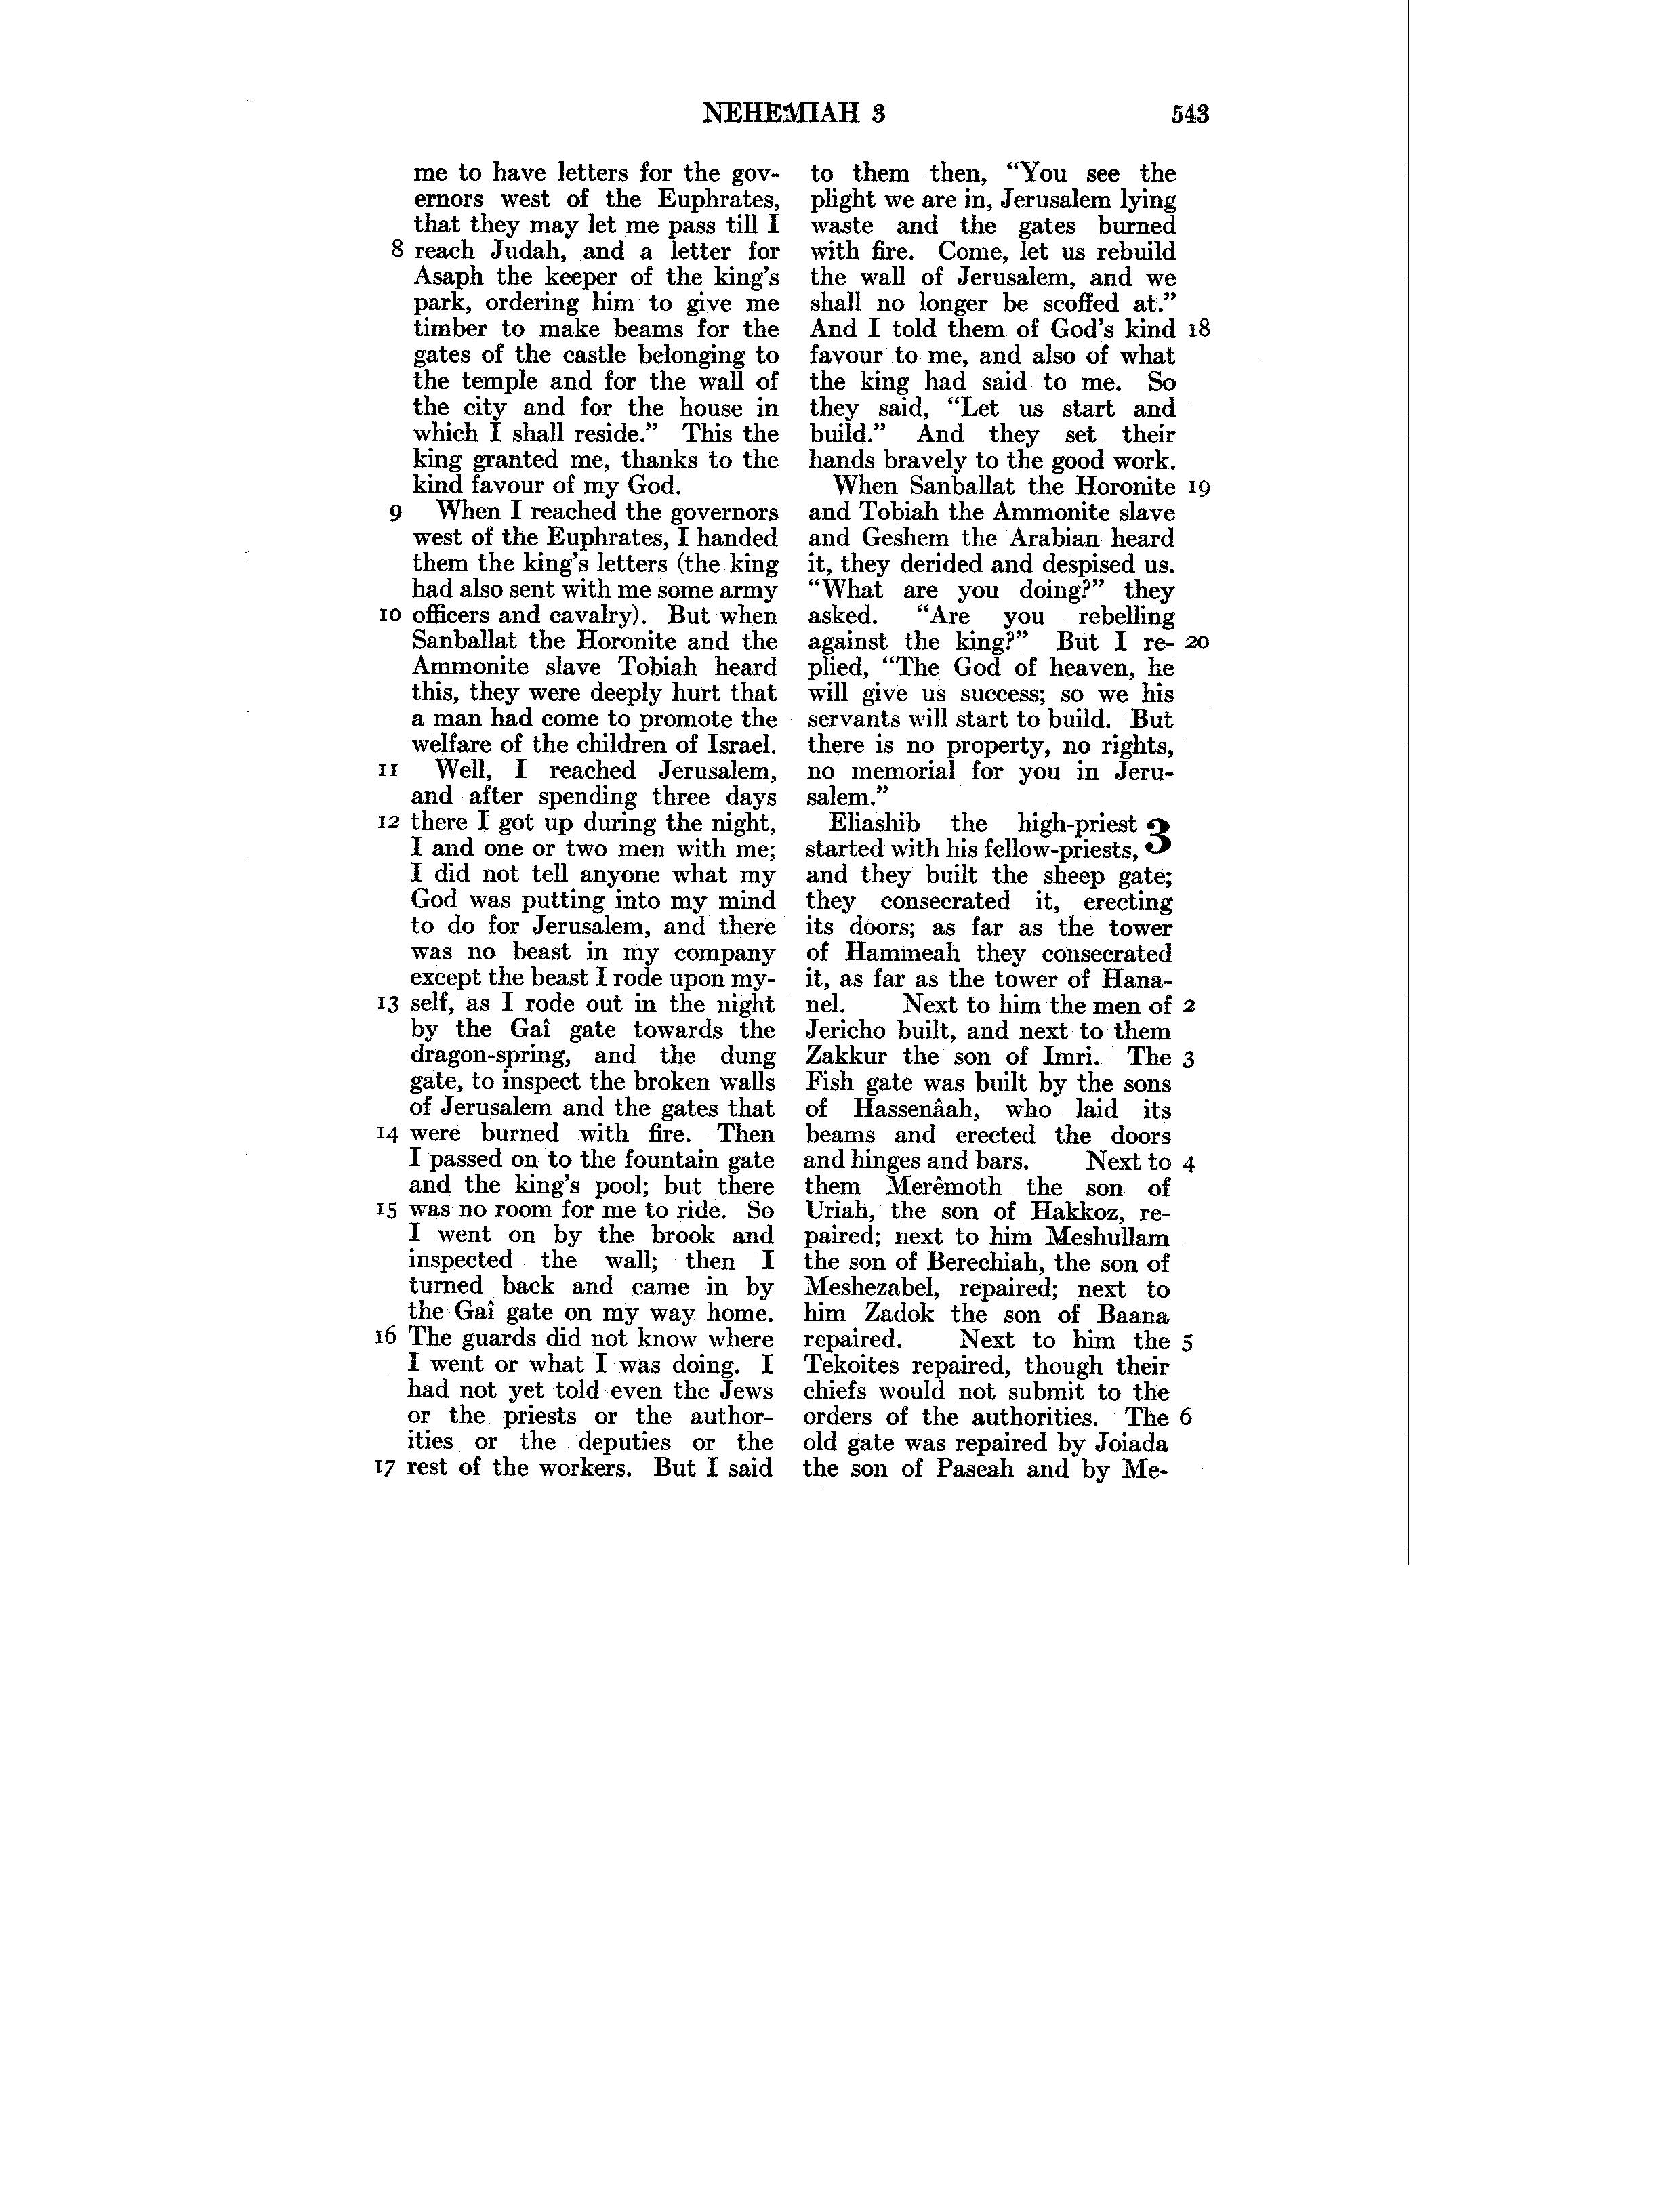 NEHEMIAH 3 543
me to have letters for the gov-
ernors west of the Euphrates,
that they may let me pass till I
8 reach Judah, and a letter for
Asaph the keeper of the king's
park, ordering him to give me
timber to make beams for the
gates of the castle belonging to
the temple and for the wall of
the city and for the house in
which I shall reside.” This the
king granted me, thanks to the
kind favour of my God.
9 When I reached the governors
west of the Euphrates, I handed
them the king's letters (the king
had also sent with me some army
10 officers and cavalry). But when
Sanballat the Horonite and the
Ammonite slave Tobiah heard
this, they were deeply hurt that
a man had come to promote the
welfare of the children of Israel.
11 Well, I reached Jerusalem,
and after spending three days
12 there I got up during the night,
I and one or two men with me;
I did not tell anyone what my
God was putting into my mind
to do for Jerusalem, and there
was no beast in my company
except the beast I rode upon my-
13 self, as I rode out in the night
by the Gaî gate towards the
dragon-spring, and the dung
gate, to inspect the broken walls
of Jerusalem and the gates that
14 were burned with fire. Then
I passed on to the fountain gate
and the king's pool; but there
15 was no room for me to ride. So
I went on by the brook and
inspected the wall; then I
turned back and came in by
the Gaî gate on my way home.
16 The guards did not know where
I went or what I was doing. I
had not yet told even the Jews
or the priests or the author-
ities or the deputies or the
17 rest of the workers. But I said
to them then, “You see the
plight we are in, Jerusalem lying
waste and the gates burned
with fire. Come, let us rebuild
the wall of Jerusalem, and we
shall no longer be scoffed at.”
And I told them of God's kind 18
favour to me, and also of what
the king had said to me. So
they said, “Let us start and
build.” And they set their
hands bravely to the good work.
When Sanballat the Horonite 19
and Tobiah the Ammonite slave
and Geshem the Arabian heard
it, they derided and despised us.
“What are you doing?” they
asked. “Are you rebelling
against the king?” But I re- 20
plied, “The God of heaven, he
will give us success; so we his
servants will start to build. But
there is no property, no rights,
no memorial for you in Jeru-
salem.”
Eliashib the high-priest 3
started with his fellow-priests,
and they built the sheep gate;
they consecrated it, erecting
its doors; as far as the tower
of Hammeah they consecrated
it, as far as the tower of Hana-
nel. Next to him the men of 2
Jericho built, and next to them
Zakkur the son of Imri. The 3
Fish gate was built by the sons
of Hassenâah, who laid its
beams and erected the doors
and hinges and bars. Next to 4
them Merêmoth the son of
Uriah, the son of Hakkoz, re-
paired; next to him Meshullam
the son of Berechiah, the son of
Meshezabel, repaired; next to
him Zadok the son of Baana
repaired. Next to him the 5
Tekoites repaired, though their
chiefs would not submit to the
orders of the authorities. The 6
old gate was repaired by Joiada
the son of Paseah and by Me-